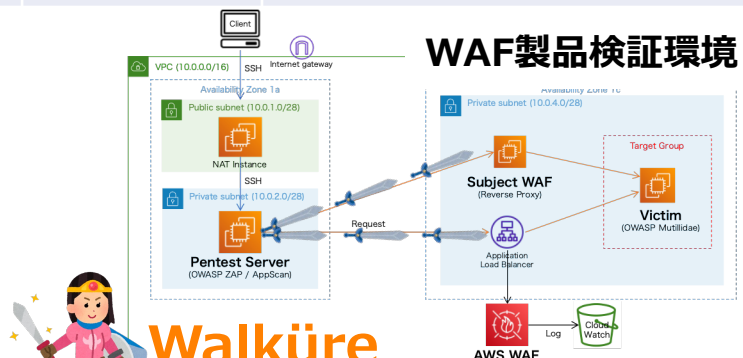 Client
WAF製品検証環境
Internet gateway
VPC (10.0.0.0/16)
SSH
Availability Zone 1a
Availability Zone 1c
Public subnet (10.0.1.0/28)
Private subnet (10.0.4.0/28)
NAT Instance
Target Group
SSH
Subject WAF
(Reverse Proxy)
Private subnet (10.0.2.0/28)
Victim
(OWASP Mutillidae)
Request
Pentest Server
(OWASP ZAP / AppScan)
Application
Load Balancer
Walküre
Log
Cloud
Watch
AWS WAF